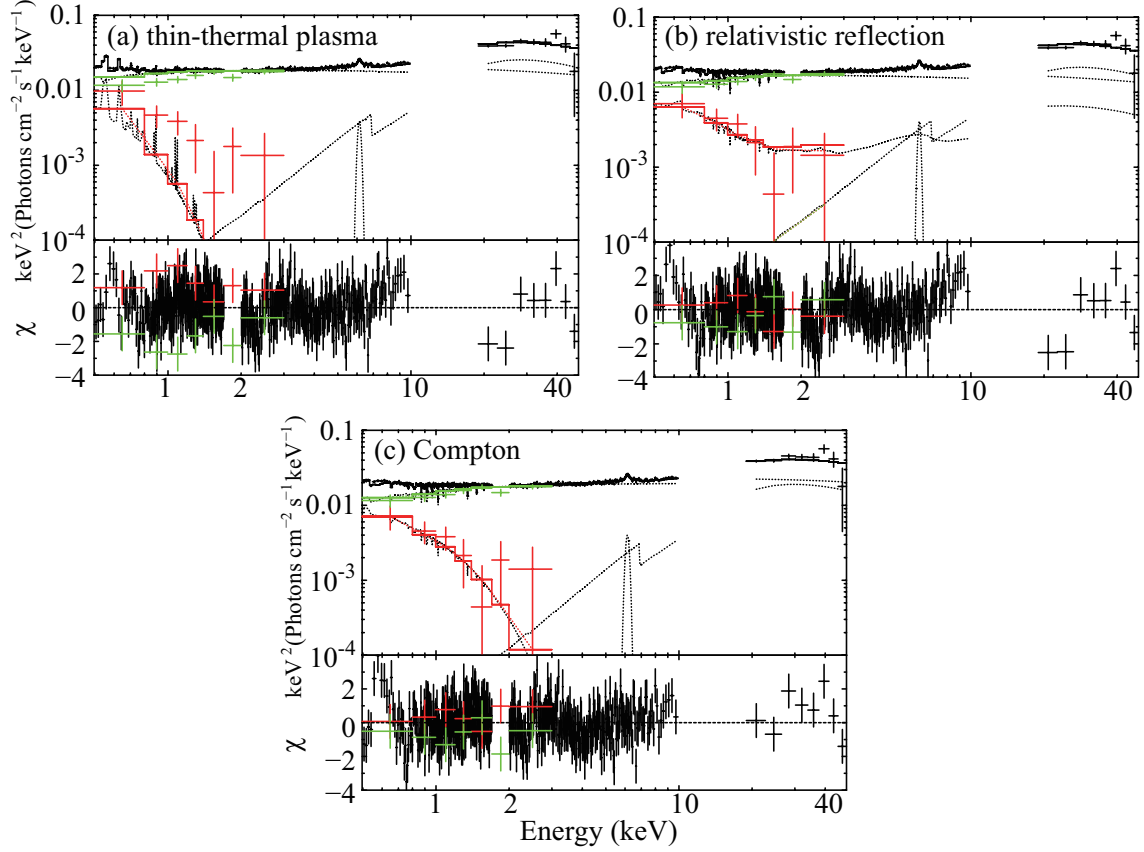 0.1
(a) thin-thermal plasma
(b) relativistic reflection
0.01
10⁻³
10⁻⁴
keV² (Photons cm⁻² s⁻¹ keV⁻¹)
2
0
−2
−4
χ
1 2 10 40
0.1
0.01
10⁻³
10⁻⁴
2
0
−2
−4
1 2 10 40
(c) Compton
0.1
0.01
10⁻³
10⁻⁴
keV² (Photons cm⁻² s⁻¹ keV⁻¹)
2
0
−2
−4
χ
1 2 10 40
Energy (keV)